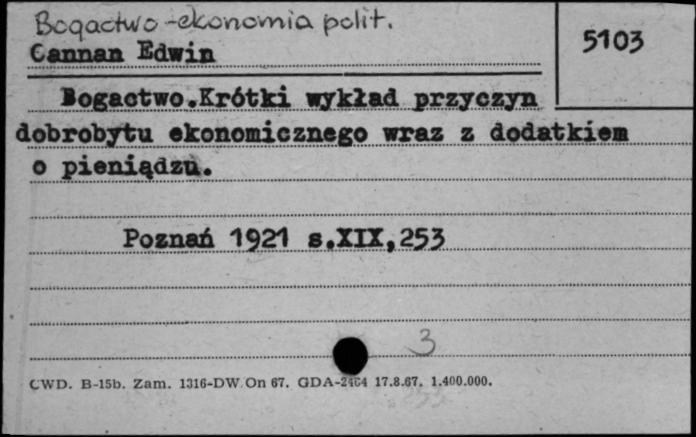 Bogactwo-ekonomia polit.
Cannan Edwin
5103
Bogactwo.Krótki wykład przyczyn
dobrobytu ekonomicznego wraz z dodatkiem
o pieniądzu.
Poznań 1921 s.XIX,253
3
CWD. B-15b. Zam. 1316-DW/On 67. GDA-2464 17.8.67. 1.400.000.